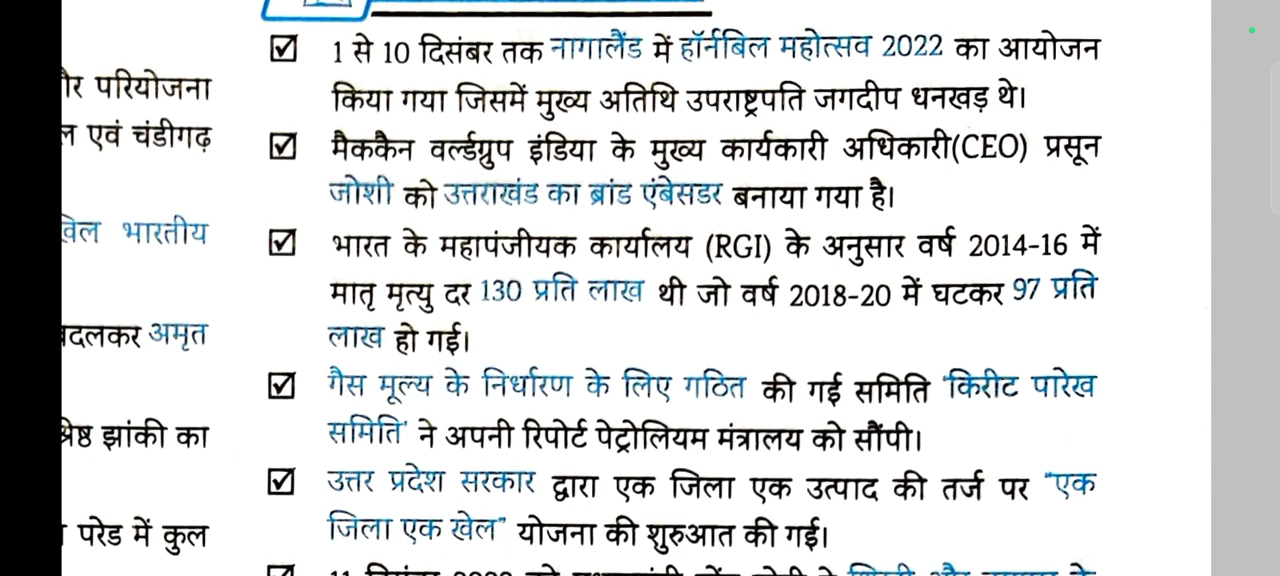 परियोजना
एवं चंडीगढ़
भारतीय
अमृत
झांकी का
परेड में कुल
1 से 10 दिसंबर तक नागालैंड में हॉर्नबिल महोत्सव 2022 का आयोजन
किया गया जिसमें मुख्य अतिथि उपराष्ट्रपति जगदीप धनखड़ थे।
मैककैन वर्ल्डग्रुप इंडिया के मुख्य कार्यकारी अधिकारी(CEO) प्रसून
जोशी को उत्तराखंड का ब्रांड एंबेसडर बनाया गया है।
भारत के महापंजीयक कार्यालय (RGI) के अनुसार वर्ष 2014-16 में
मातृ मृत्यु दर 130 प्रति लाख थी जो वर्ष 2018-20 में घटकर 97 प्रति
लाख हो गई।
गैस मूल्य के निर्धारण के लिए गठित की गई समिति 'किरीट पारेख
समिति' ने अपनी रिपोर्ट पेट्रोलियम मंत्रालय को सौंपी।
उत्तर प्रदेश सरकार द्वारा एक जिला एक उत्पाद की तर्ज पर "एक
जिला एक खेल" योजना की शुरुआत की गई।